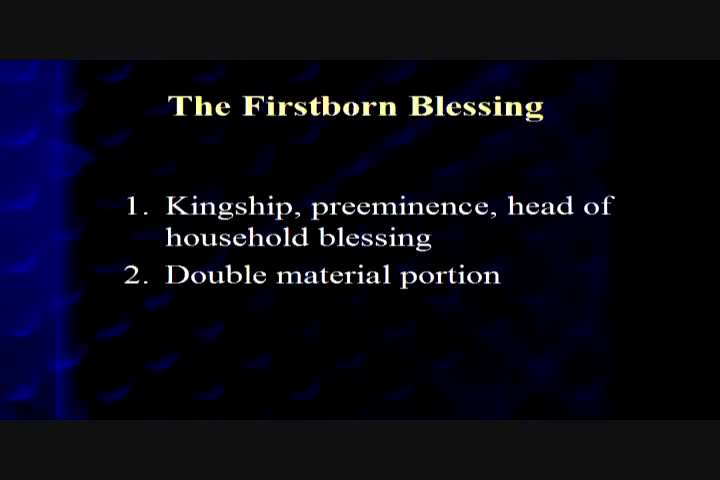 The Firstborn Blessing
1. Kingship, preeminence, head of
household blessing
2. Double material portion